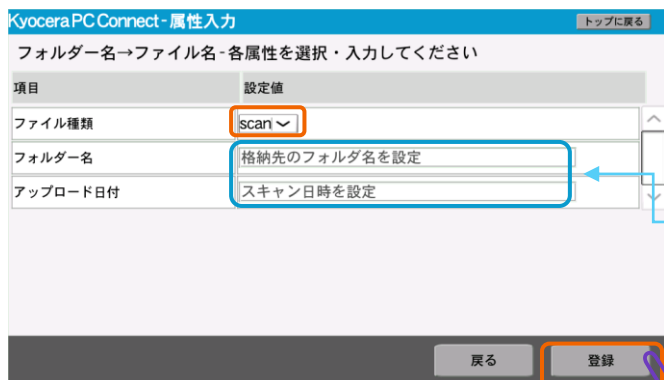 Kyocera PC Connect - 属性入力 トップに戻る
フォルダー名→ファイル名 - 各属性を選択・入力してください
項目 設定値
ファイル種類 scan
フォルダー名 格納先のフォルダ名を設定
アップロード日付 スキャン日時を設定
戻る 登録